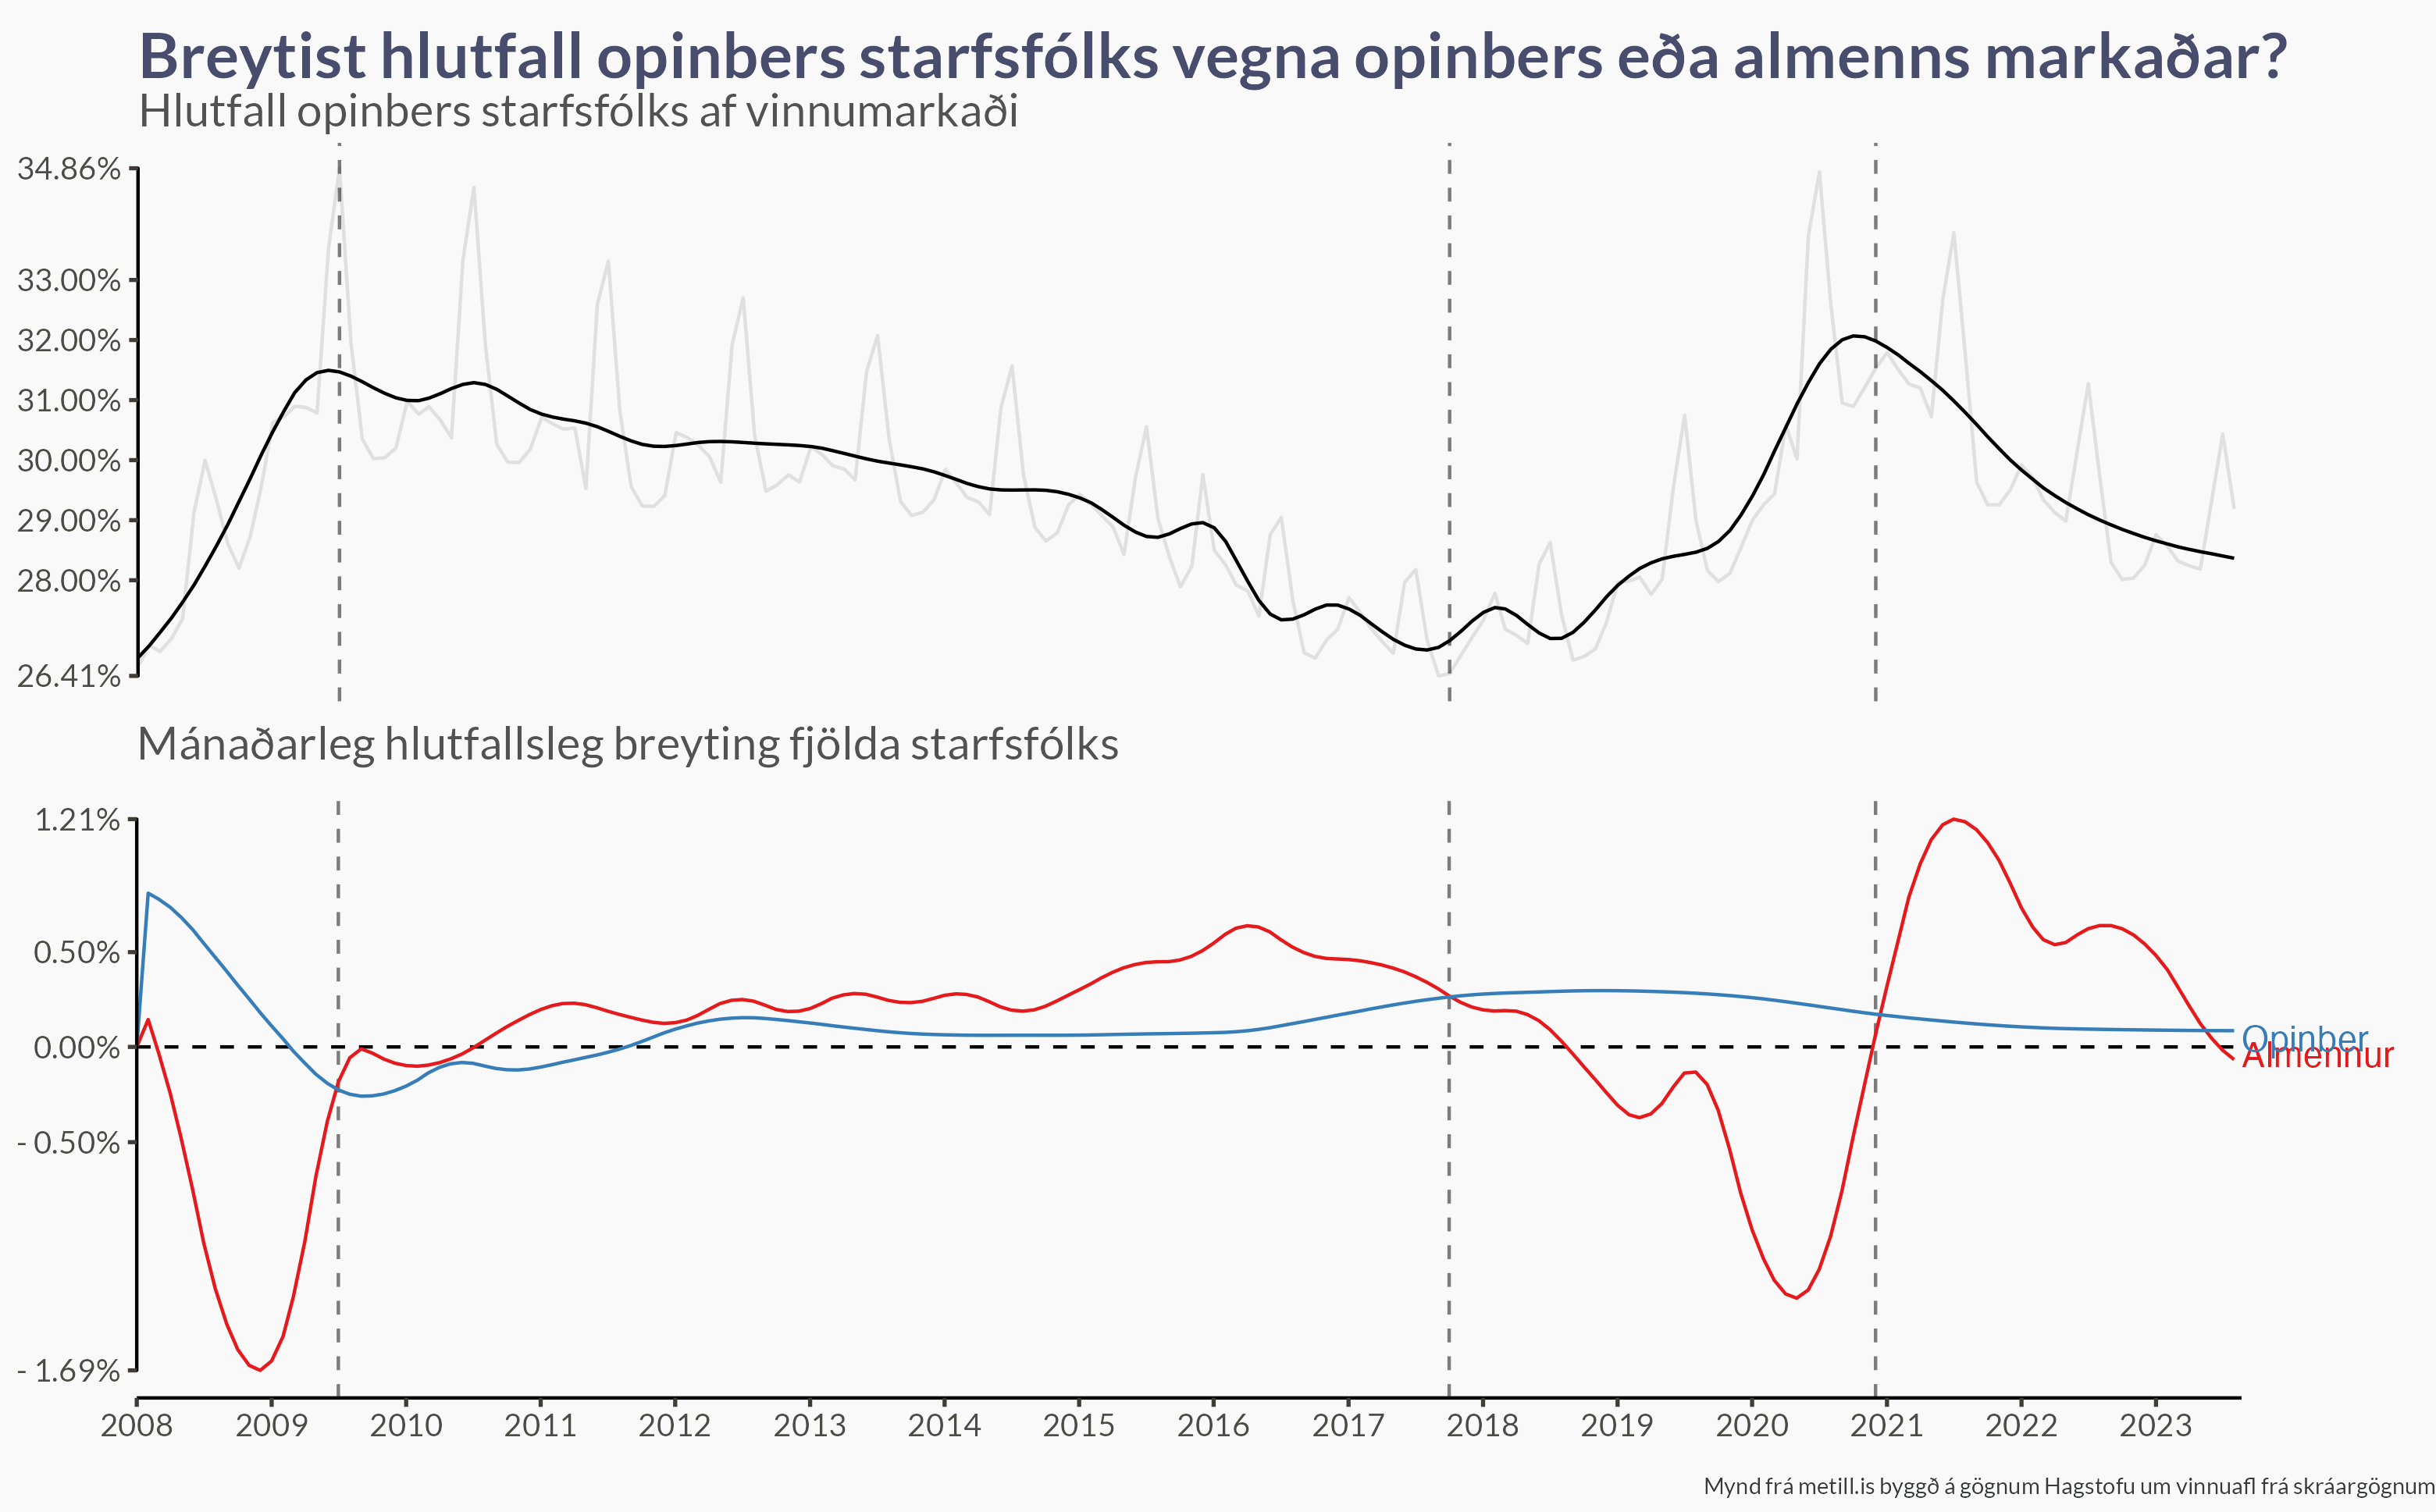 Breytist hlutfall opinbers starfsfólks vegna opinbers eða almenns markaðar?
Hlutfall opinbers starfsfólks af vinnumarkaði
34.86%
33.00%
32.00%
31.00%
30.00%
29.00%
28.00%
26.41%
Mánaðarleg hlutfallsleg breyting fjölda starfsfólks
1.21%
0.50%
0.00%
- 0.50%
- 1.69%
Opinber
Almennur
2008 2009 2010 2011 2012 2013 2014 2015 2016 2017 2018 2019 2020 2021 2022 2023
Mynd frá metill.is byggð á gögnum Hagstofu um vinnuafl frá skráargögnum